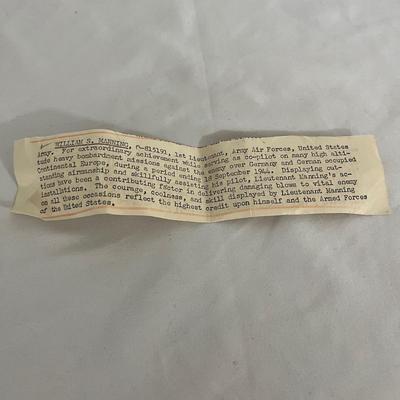 WILLIAM S. MANNING, O-815191, 1st Lieutenant, Army Air Forces, United States
Army. For extraordinary achievement while serving as co-pilot on many high alti-
tude heavy bombardment missions against the enemy over Germany and German occupied
Continental Europe, during a period ending 18 September 1944. Displaying out-
standing airmanship and skillfully assisting his pilot, Lieutenant Manning's ac-
tions have been a contributing factor in delivering damaging blows to vital enemy
installations. The courage, coolness, and skill displayed by Lieutenant Manning
on all these occasions reflect the highest credit upon himself and the Armed Forces
of the United States.